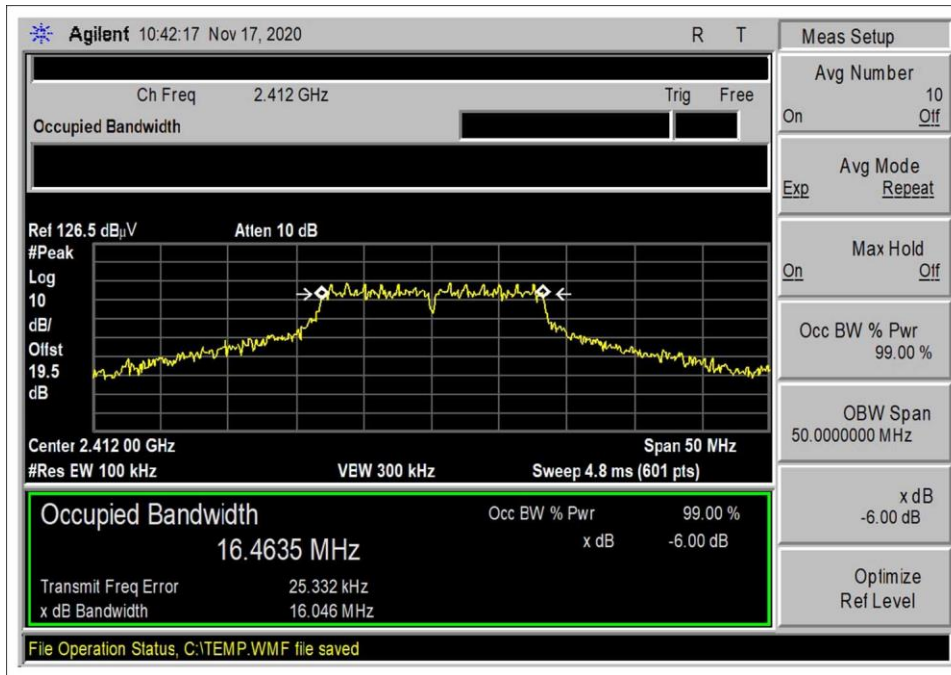 Agilent 10:42:17 Nov 17, 2020 R T
Ch Freq 2.412 GHz Trig Free
Occupied Bandwidth
Ref 126.5 dBμV Atten 10 dB
#Peak
Log
10
dB/
Offst
19.5
dB
Center 2.412 00 GHz Span 50 MHz
#Res EW 100 kHz VBW 300 kHz Sweep 4.8 ms (601 pts)
Occupied Bandwidth Occ BW % Pwr 99.00 %
16.4635 MHz x dB -6.00 dB
Transmit Freq Error 25.332 kHz
x dB Bandwidth 16.046 MHz
File Operation Status, C:\TEMP.WMF file saved
Meas Setup
Avg Number
10
On Off
Avg Mode
Exp Repeat
Max Hold
On Off
Occ BW % Pwr
99.00 %
OBW Span
50.0000000 MHz
x dB
-6.00 dB
Optimize
Ref Level